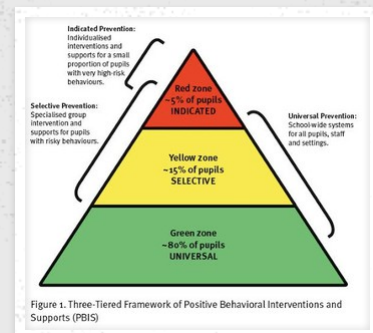 Indicated Prevention:
Individualised
interventions and
supports for a small
proportion of pupils
with very high-risk
behaviours.
Red zone
~5% of pupils
INDICATED
Selective Prevention:
Specialised group
intervention and
supports for pupils
with risky behaviours.
Universal Prevention:
School-wide systems
for all pupils, staff
and settings.
Yellow zone
~15% of pupils
SELECTIVE
Green zone
~80% of pupils
UNIVERSAL
Figure 1. Three-Tiered Framework of Positive Behavioral Interventions and
Supports (PBIS)